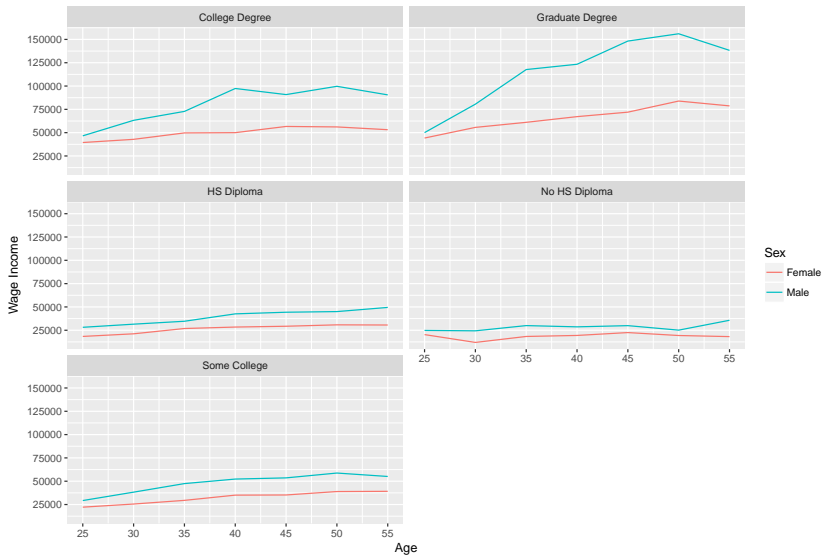 College Degree
Graduate Degree
150000
125000
100000
75000
50000
25000
HS Diploma
No HS Diploma
150000
125000
100000
75000
50000
25000
25 30 35 40 45 50 55
Some College
150000
125000
100000
75000
50000
25000
25 30 35 40 45 50 55
Age
Wage Income
Sex
Female
Male